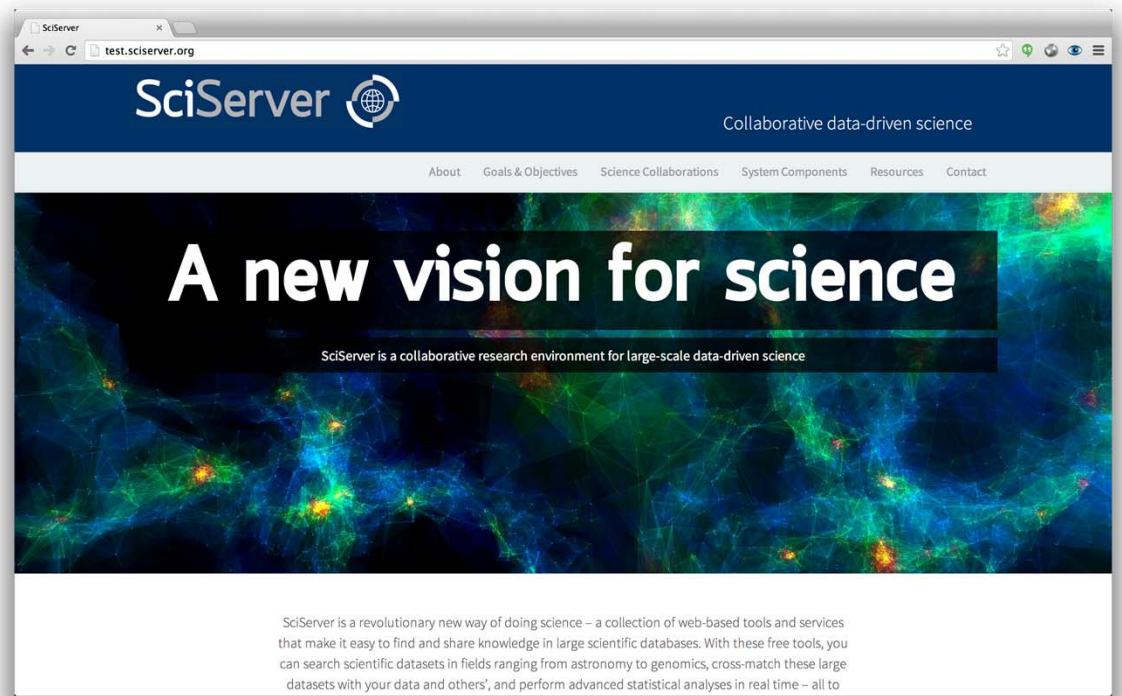 SciServer
test.sciserver.org
SciServer
Collaborative data-driven science
About Goals & Objectives Science Collaborations System Components Resources Contact
A new vision for science
SciServer is a collaborative research environment for large-scale data-driven science
SciServer is a revolutionary new way of doing science – a collection of web-based tools and services
that make it easy to find and share knowledge in large scientific databases. With these free tools, you
can search scientific datasets in fields ranging from astronomy to genomics, cross-match these large
datasets with your data and others’, and perform advanced statistical analyses in real time – all to